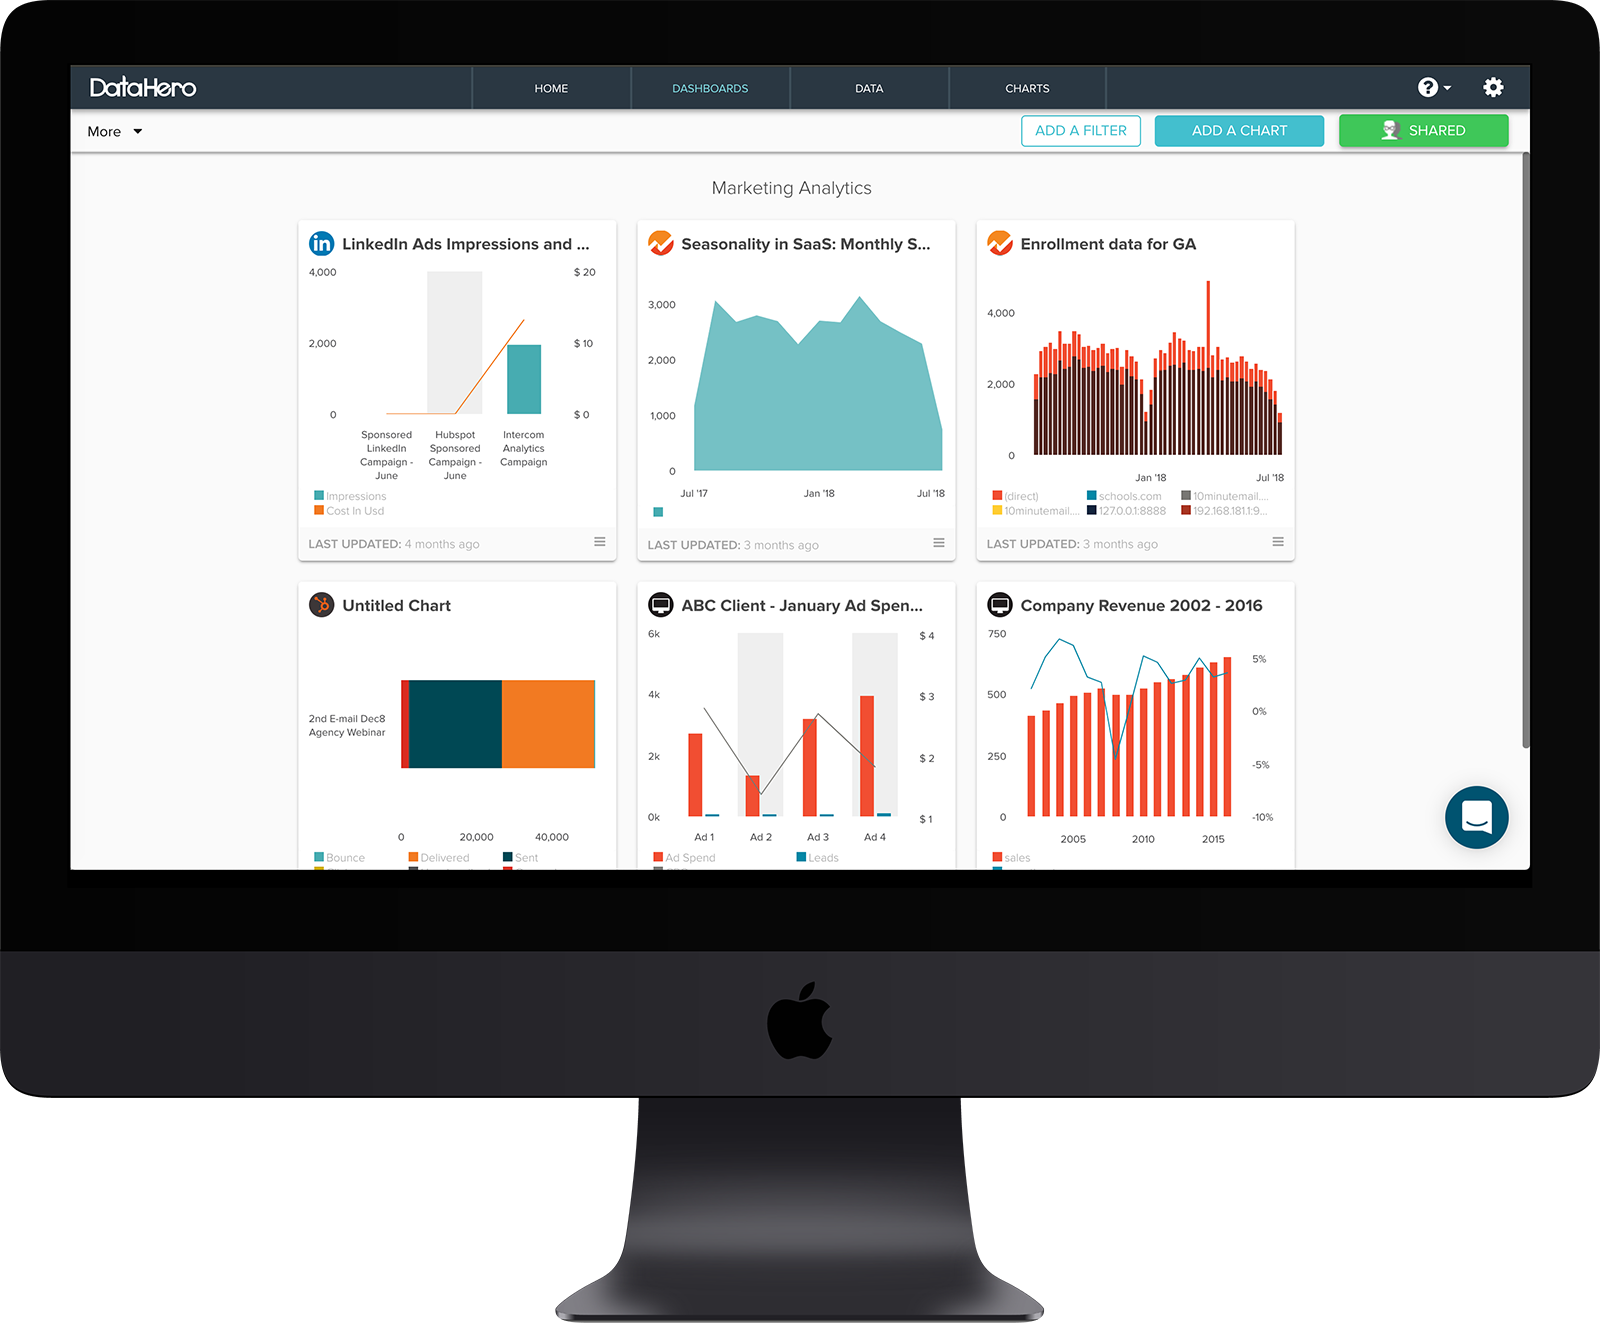 DataHero
HOME
DASHBOARDS
DATA
CHARTS
?
More
ADD A FILTER
ADD A CHART
SHARED
Marketing Analytics
in LinkedIn Ads Impressions and ...
4,000
$ 20
2,000
$ 10
0
$ 0
Sponsored
LinkedIn
Campaign -
June
Hubspot
Sponsored
Campaign -
June
Intercom
Analytics
Campaign
Impressions
Cost In Usd
LAST UPDATED: 4 months ago
Seasonality in SaaS: Monthly S...
3,000
2,000
1,000
0
Jul '17
Jan '18
Jul '18
LAST UPDATED: 3 months ago
Enrollment data for GA
4,000
2,000
0
Jan '18
Jul '18
(direct)
schools.com
10minutemail....
10minutemail....
127.0.0.1:8888
192.168.181.1:9...
LAST UPDATED: 3 months ago
Untitled Chart
2nd E-mail Dec8
Agency Webinar
0
20,000
40,000
Bounce
Delivered
Sent
ABC Client - January Ad Spen...
6k
$ 4
4k
$ 3
2k
$ 2
0k
$ 1
Ad 1
Ad 2
Ad 3
Ad 4
Ad Spend
Leads
Company Revenue 2002 - 2016
750
5%
500
0%
250
-5%
0
-10%
2005
2010
2015
sales